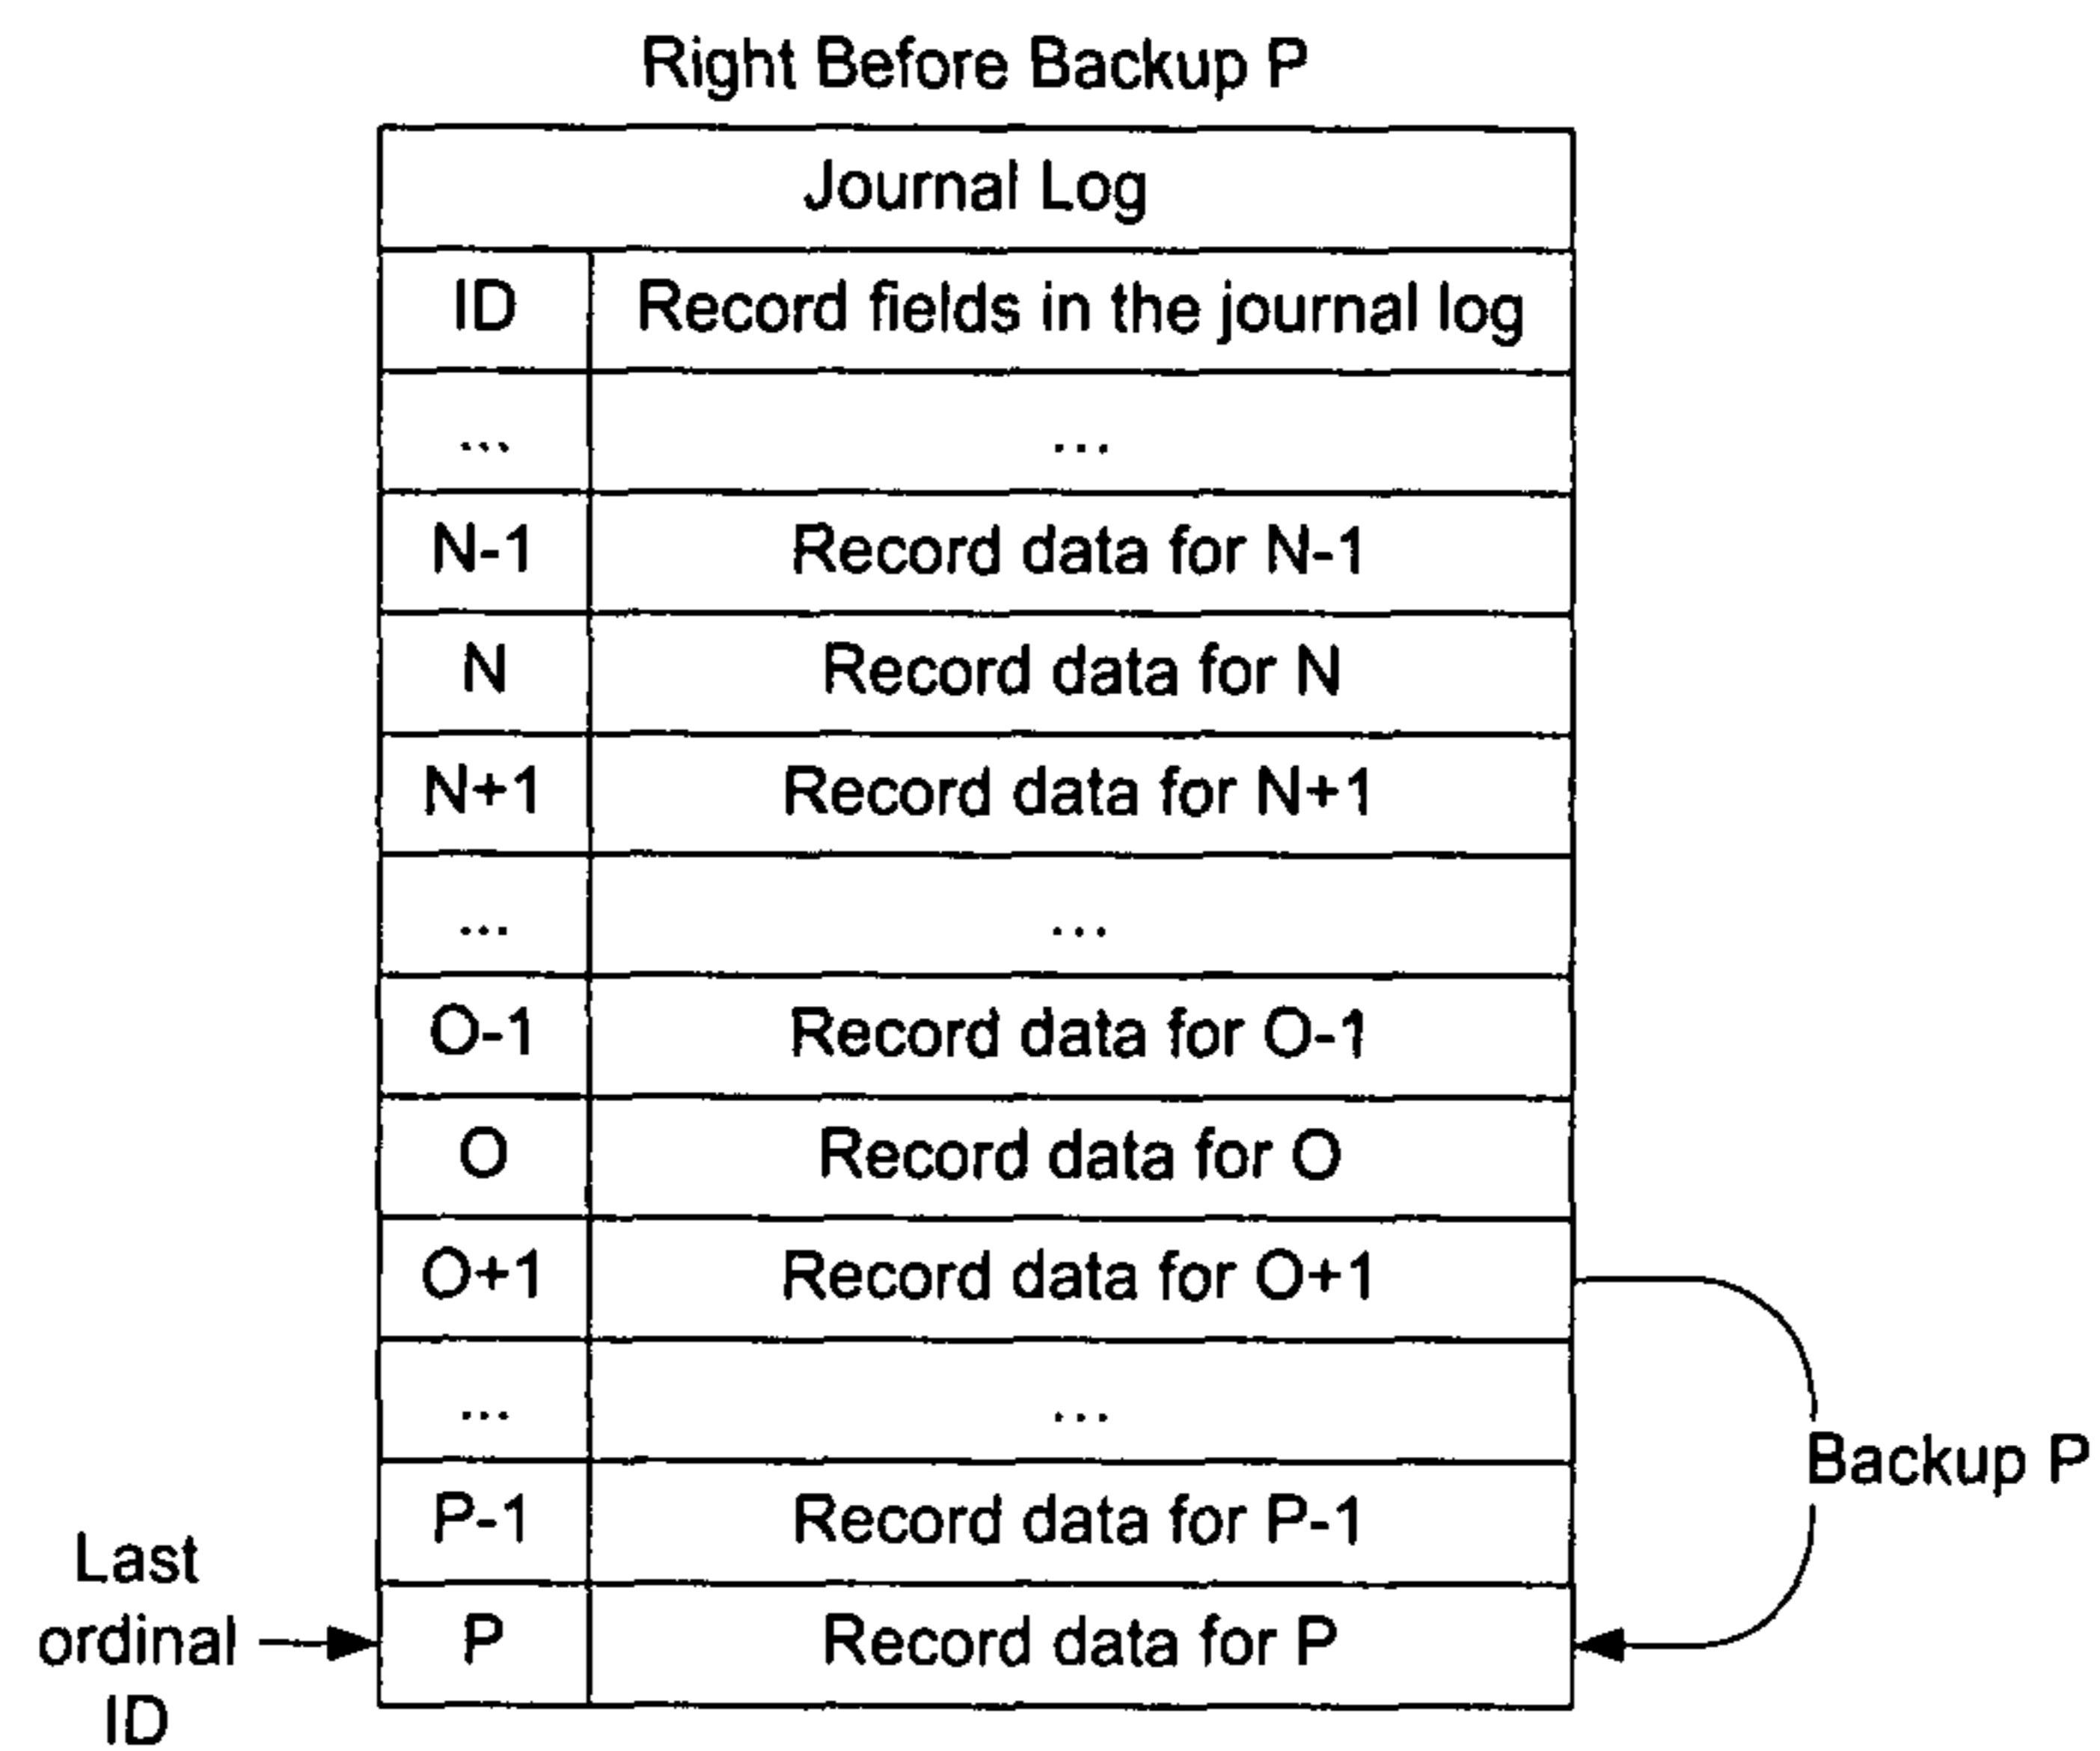 Right Before Backup P
Journal Log
ID Record fields in the journal log
... ...
N-1 Record data for N-1
N Record data for N
N+1 Record data for N+1
... ...
O-1 Record data for O-1
O Record data for O
O+1 Record data for O+1
... ...
Backup P
P-1 Record data for P-1
Last
ordinal
ID
P Record data for P